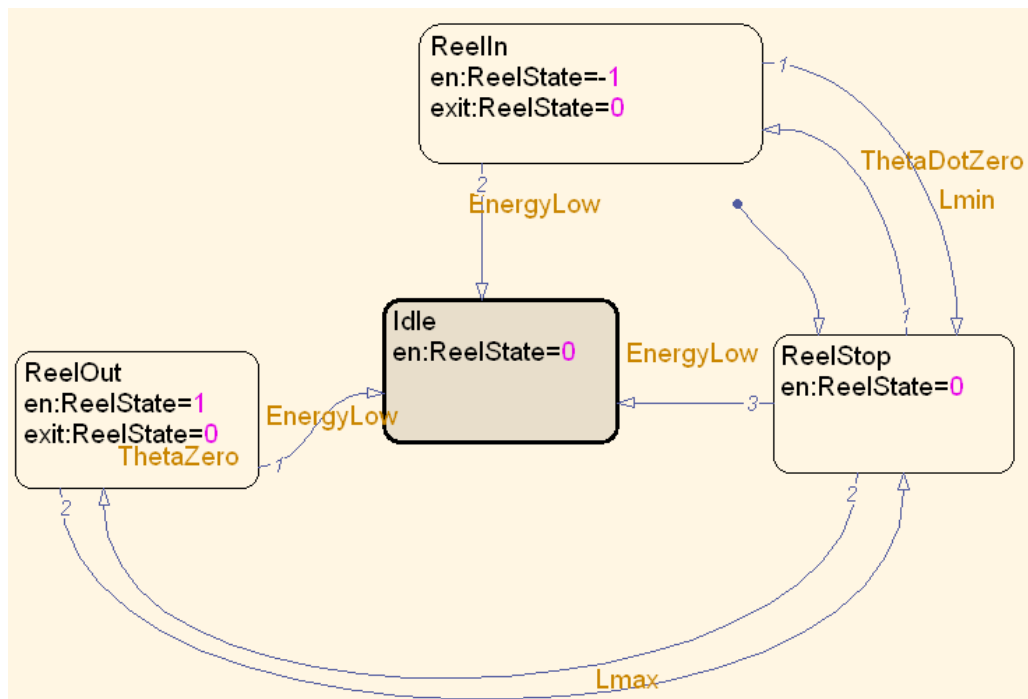 ReelIn
en:ReelState=-1
exit:ReelState=0
1
2
EnergyLow
ThetaDotZero
Lmin
Idle
en:ReelState=0
1
EnergyLow
ReelStop
en:ReelState=0
3
ReelOut
en:ReelState=1
exit:ReelState=0
ThetaZero
EnergyLow
1
2
2
Lmax